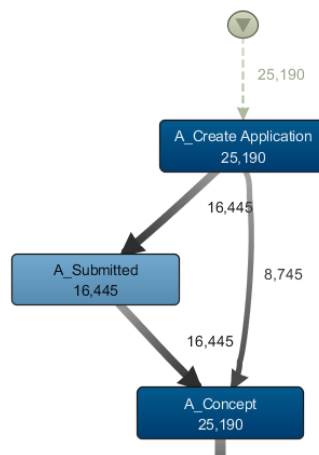 25,190
A_Create Application
25,190
16,445
8,745
A_Submitted
16,445
16,445
A_Concept
25,190